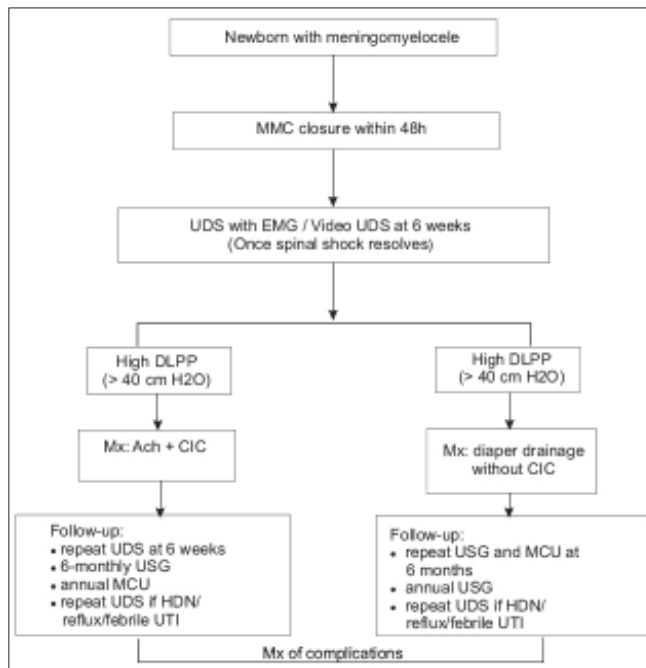 Newborn with meningomyelocele
MMC closure within 48h
UDS with EMG / Video UDS at 6 weeks
(Once spinal shock resolves)
High DLPP
(> 40 cm H2O)
High DLPP
(> 40 cm H2O)
Mx: Ach + CIC
Mx: diaper drainage
without CIC
Follow-up:
• repeat UDS at 6 weeks
• 6-monthly USG
• annual MCU
• repeat UDS if HDN/
reflux/febrile UTI
Follow-up:
• repeat USG and MCU at
6 months
• annual USG
• repeat UDS if HDN/
reflux/febrile UTI
Mx of complications